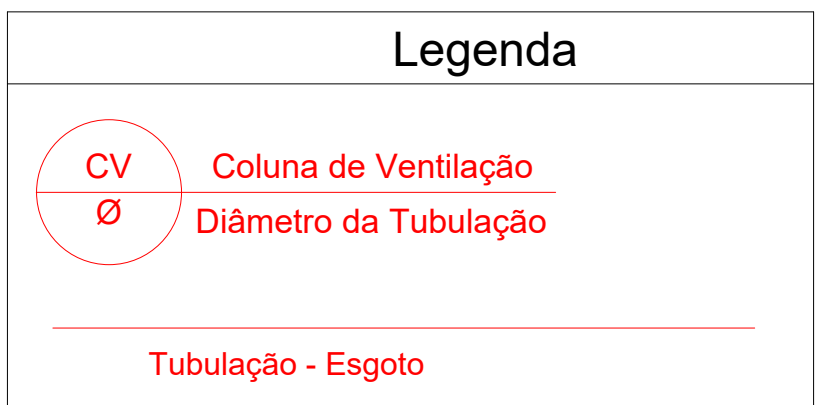 Legenda
CV
Coluna de Ventilação
Ø
Diâmetro da Tubulação
Tubulação - Esgoto